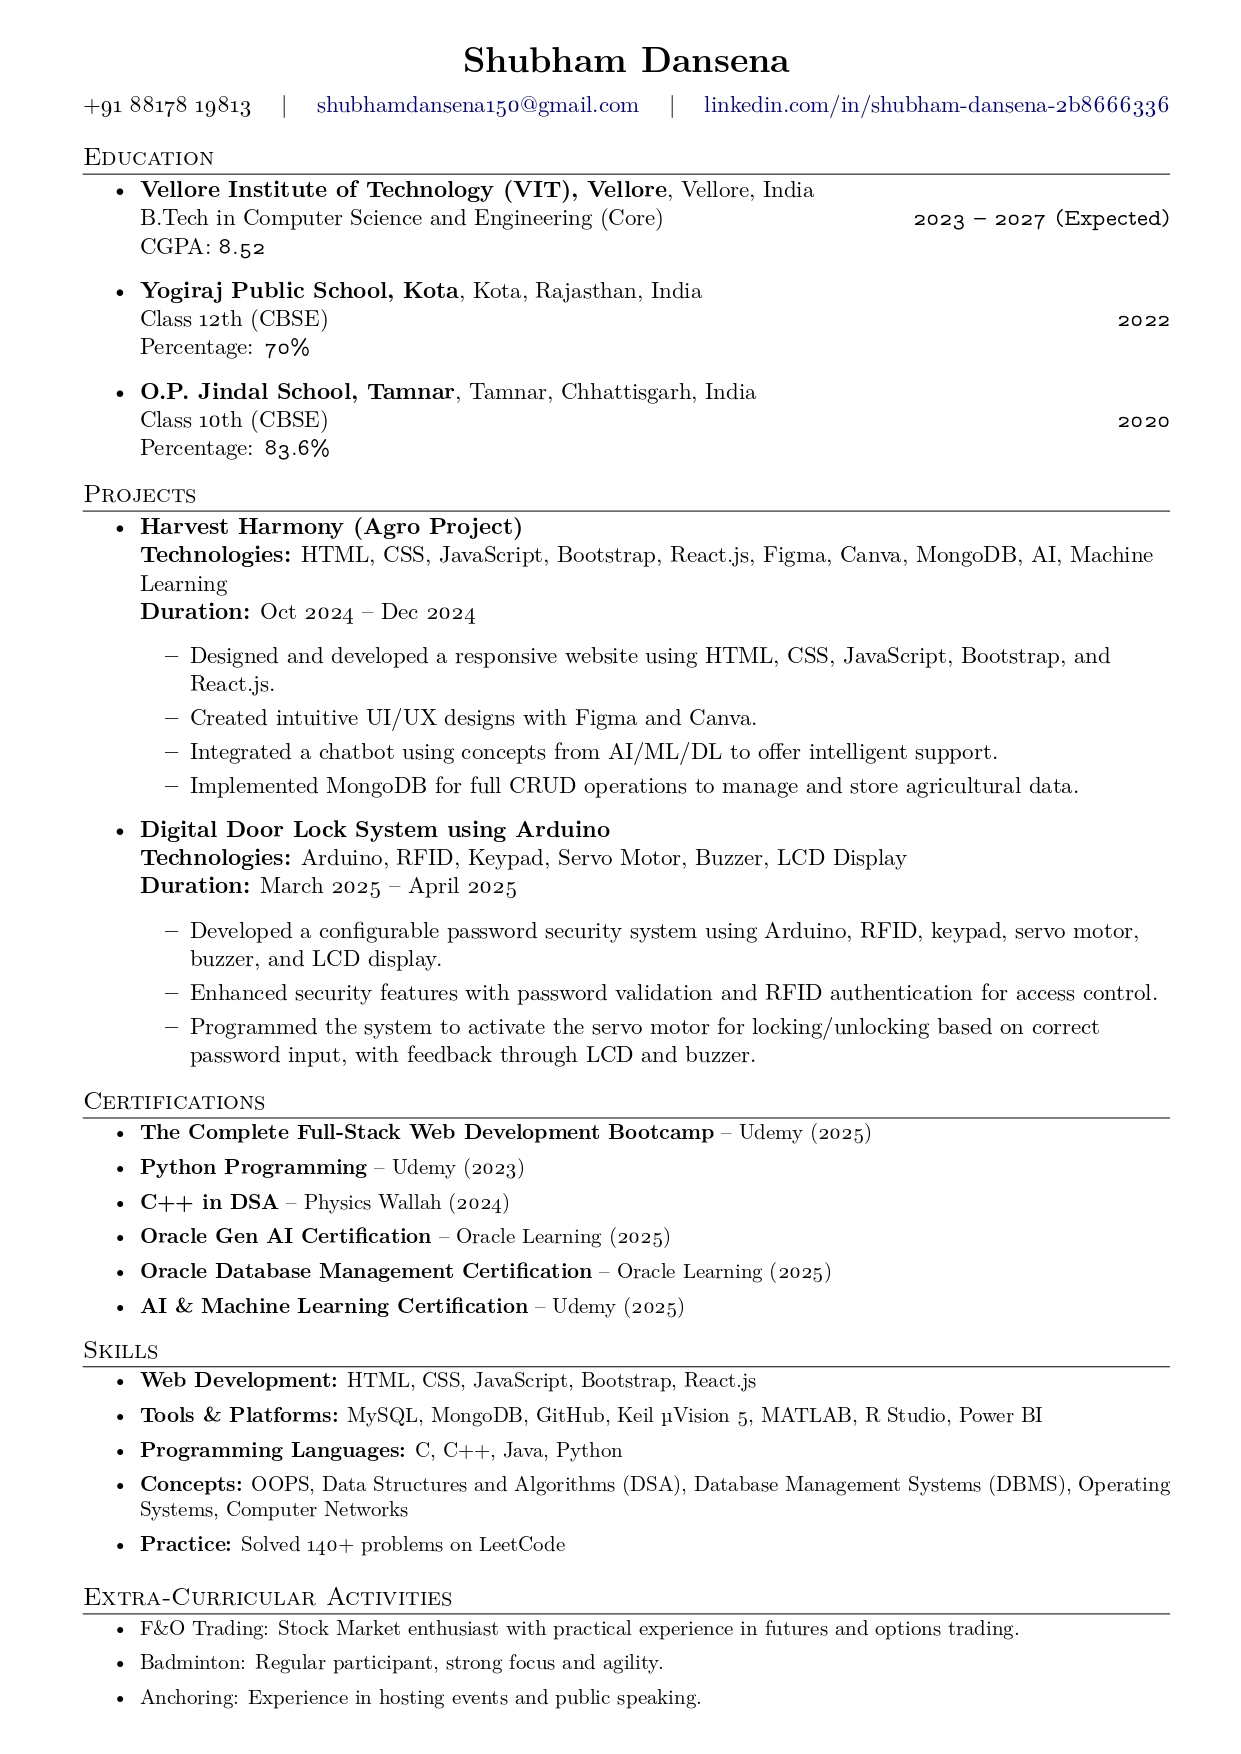 Shubham Dansena
+91 88178 19813 | shubhamdansena150@gmail.com | linkedin.com/in/shubham-dansena-2b8666336
Education
• Vellore Institute of Technology (VIT), Vellore, Vellore, India
B.Tech in Computer Science and Engineering (Core) 2023 – 2027 (Expected)
CGPA: 8.52
• Yogiraj Public School, Kota, Kota, Rajasthan, India
Class 12th (CBSE) 2022
Percentage: 70%
• O.P. Jindal School, Tamnar, Tamnar, Chhattisgarh, India
Class 10th (CBSE) 2020
Percentage: 83.6%
Projects
• Harvest Harmony (Agro Project)
Technologies: HTML, CSS, JavaScript, Bootstrap, React.js, Figma, Canva, MongoDB, AI, Machine
Learning
Duration: Oct 2024 – Dec 2024
– Designed and developed a responsive website using HTML, CSS, JavaScript, Bootstrap, and
React.js.
– Created intuitive UI/UX designs with Figma and Canva.
– Integrated a chatbot using concepts from AI/ML/DL to offer intelligent support.
– Implemented MongoDB for full CRUD operations to manage and store agricultural data.
• Digital Door Lock System using Arduino
Technologies: Arduino, RFID, Keypad, Servo Motor, Buzzer, LCD Display
Duration: March 2025 – April 2025
– Developed a configurable password security system using Arduino, RFID, keypad, servo motor,
buzzer, and LCD display.
– Enhanced security features with password validation and RFID authentication for access control.
– Programmed the system to activate the servo motor for locking/unlocking based on correct
password input, with feedback through LCD and buzzer.
Certifications
• The Complete Full-Stack Web Development Bootcamp – Udemy (2025)
• Python Programming – Udemy (2023)
• C++ in DSA – Physics Wallah (2024)
• Oracle Gen AI Certification – Oracle Learning (2025)
• Oracle Database Management Certification – Oracle Learning (2025)
• AI & Machine Learning Certification – Udemy (2025)
Skills
• Web Development: HTML, CSS, JavaScript, Bootstrap, React.js
• Tools & Platforms: MySQL, MongoDB, GitHub, Keil µVision 5, MATLAB, R Studio, Power BI
• Programming Languages: C, C++, Java, Python
• Concepts: OOPS, Data Structures and Algorithms (DSA), Database Management Systems (DBMS), Operating
Systems, Computer Networks
• Practice: Solved 140+ problems on LeetCode
Extra-Curricular Activities
• F&O Trading: Stock Market enthusiast with practical experience in futures and options trading.
• Badminton: Regular participant, strong focus and agility.
• Anchoring: Experience in hosting events and public speaking.